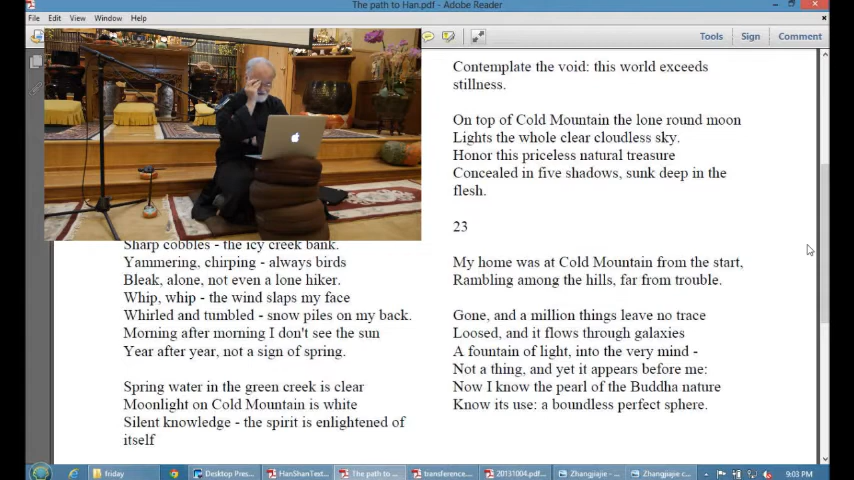 The path to Han.pdf - Adobe Reader
File Edit View Window Help
Tools Sign Comment
Sharp cobbles - the icy creek bank.
Yammering, chirping - always birds
Bleak, alone, not even a lone hiker.
Whip, whip - the wind slaps my face
Whirled and tumbled - snow piles on my back.
Morning after morning I don't see the sun
Year after year, not a sign of spring.
Spring water in the green creek is clear
Moonlight on Cold Mountain is white
Silent knowledge - the spirit is enlightened of
itself
Contemplate the void: this world exceeds
stillness.
On top of Cold Mountain the lone round moon
Lights the whole clear cloudless sky.
Honor this priceless natural treasure
Concealed in five shadows, sunk deep in the
flesh.
23
My home was at Cold Mountain from the start,
Rambling among the hills, far from trouble.
Gone, and a million things leave no trace
Loosed, and it flows through galaxies
A fountain of light, into the very mind -
Not a thing, and yet it appears before me:
Now I know the pearl of the Buddha nature
Know its use: a boundless perfect sphere.
friday Desktop Pres... HanShanText... The path to ... transference... 20131004.pdf... Zhangjiajie - ... Zhangjiajie c... 9:03 PM